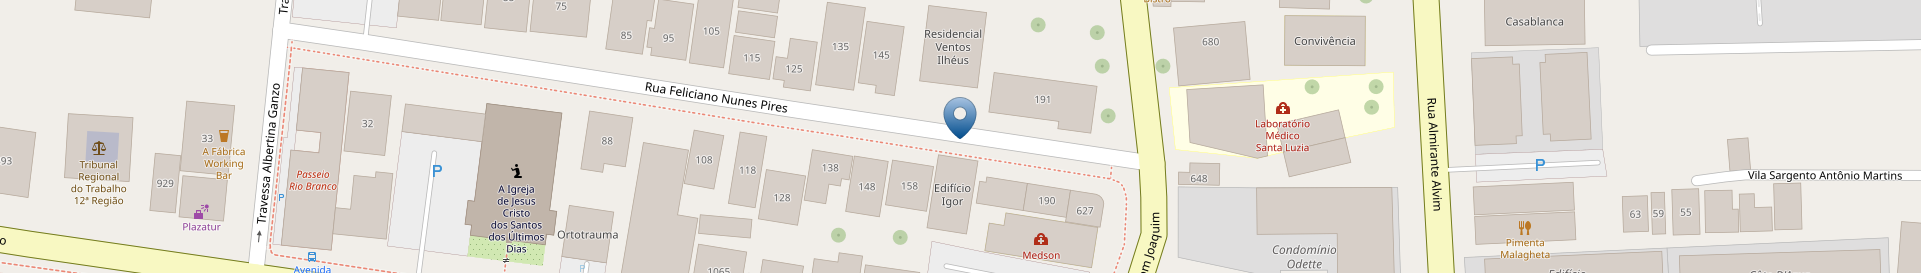 75
85
95
105
115
125
135
145
Residencial
Ventos
Ilhéus
191
Rua Feliciano Nunes Pires
680
Convivência
Casablanca
Laboratório
Médico
Santa Luzia
Rua Almirante Alvim
P
Vila Sargento Antônio Martins
63
59
55
Pimenta
Malagheta
648
Condomínio
Odette
93
Tribunal
Regional
do Trabalho
12ª Região
33
A Fábrica
Working
Bar
929
Plazatur
Travessa Albertina Ganzo
32
Passeio
Rio Branco
P
P
A Igreja
de Jesus
Cristo
dos Santos
dos Últimos
Dias
88
Ortotrauma
108
118
128
138
148
158
Edifício
Igor
190
627
Medson
1065
Avenida